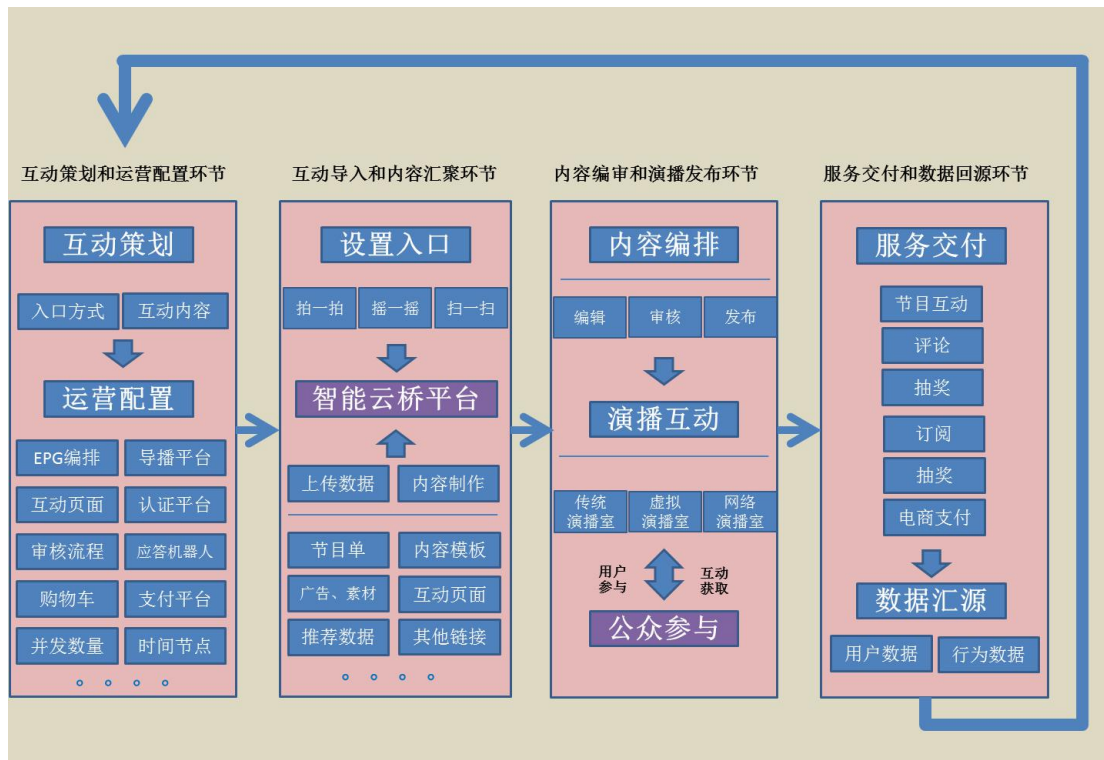 互动策划和运营配置环节
互动策划
入口方式
互动内容
运营配置
EPG编排
导播平台
互动页面
认证平台
审核流程
应答机器人
购物车
支付平台
并发数量
时间节点
互动导入和内容汇聚环节
设置入口
拍一拍
摇一摇
扫一扫
智能云桥平台
上传数据
内容制作
节目单
内容模板
广告、素材
互动页面
推荐数据
其他链接
内容编审和演播发布环节
内容编排
编辑
审核
发布
演播互动
传统
演播室
虚拟
演播室
网络
演播室
用户
参与
互动
获取
公众参与
服务交付和数据回源环节
服务交付
节目互动
评论
抽奖
订阅
抽奖
电商支付
数据汇源
用户数据
行为数据